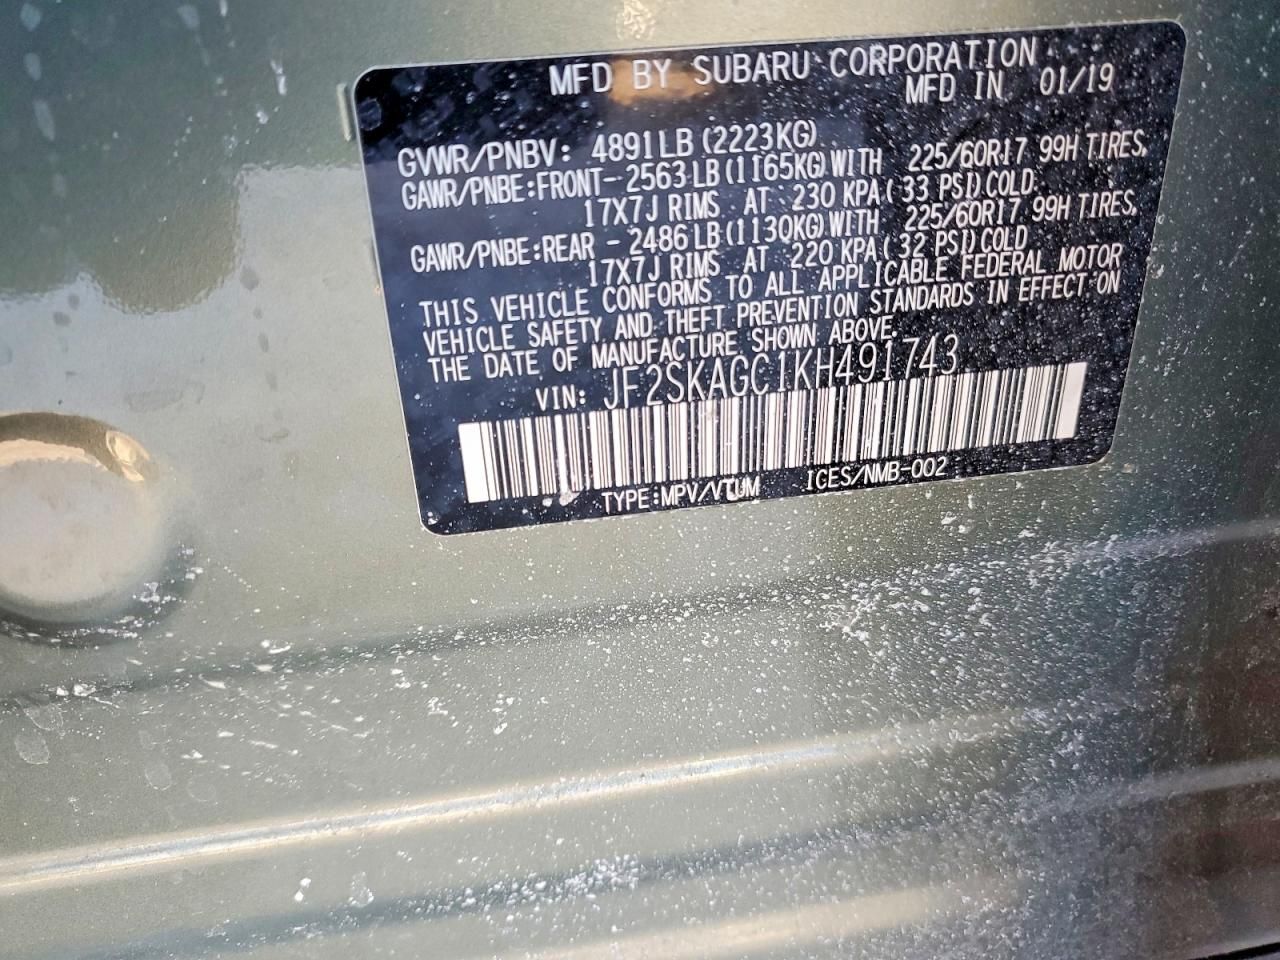 MFD BY SUBARU CORPORATION
MFD IN 01/19
GVWR/PNBV: 4891LB (2223KG)
GAWR/PNBE:FRONT- 2563 LB (1165KG) WITH 225/60R17 99H TIRES,
17X7J RIMS AT 230 KPA ( 33 PSI) COLD
GAWR/PNBE:REAR - 2486 LB (1130KG) WITH 225/60R17 99H TIRES,
17X7J RIMS AT 220 KPA ( 32 PSI) COLD
THIS VEHICLE CONFORMS TO ALL APPLICABLE FEDERAL MOTOR
VEHICLE SAFETY AND THEFT PREVENTION STANDARDS IN EFFECT ON
THE DATE OF MANUFACTURE SHOWN ABOVE.
VIN: JF2SKAGC1KH491743
TYPE:MPV/VTUM ICES/NMB-002